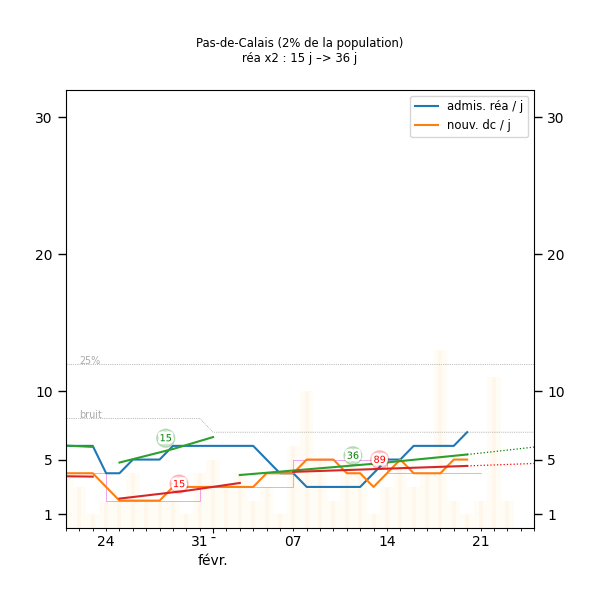 Pas-de-Calais (2% de la population)
réa x2 : 15 j –> 36 j
admis. réa / j
nouv. dc / j
30 30
20 20
25%
10 10
bruit
15
36
89
5 5
15
1 1
24 31 07 14 21
févr.